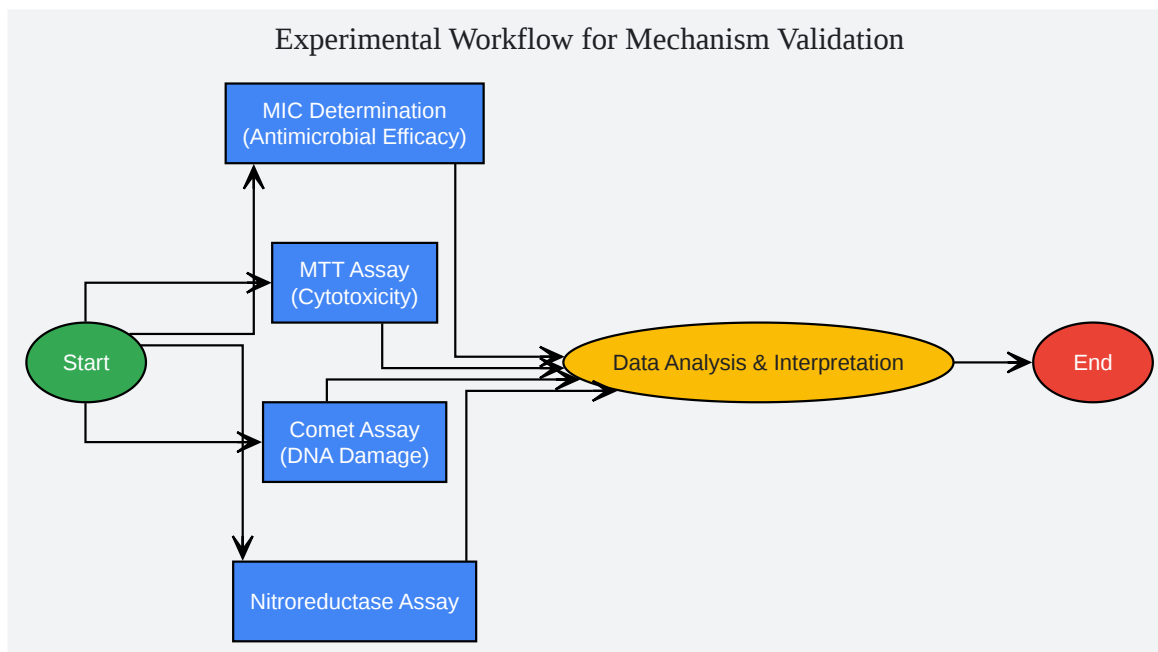 Experimental Workflow for Mechanism Validation
MIC Determination
(Antimicrobial Efficacy)
MTT Assay
(Cytotoxicity)
Start
Data Analysis & Interpretation
End
Comet Assay
(DNA Damage)
Nitroreductase Assay